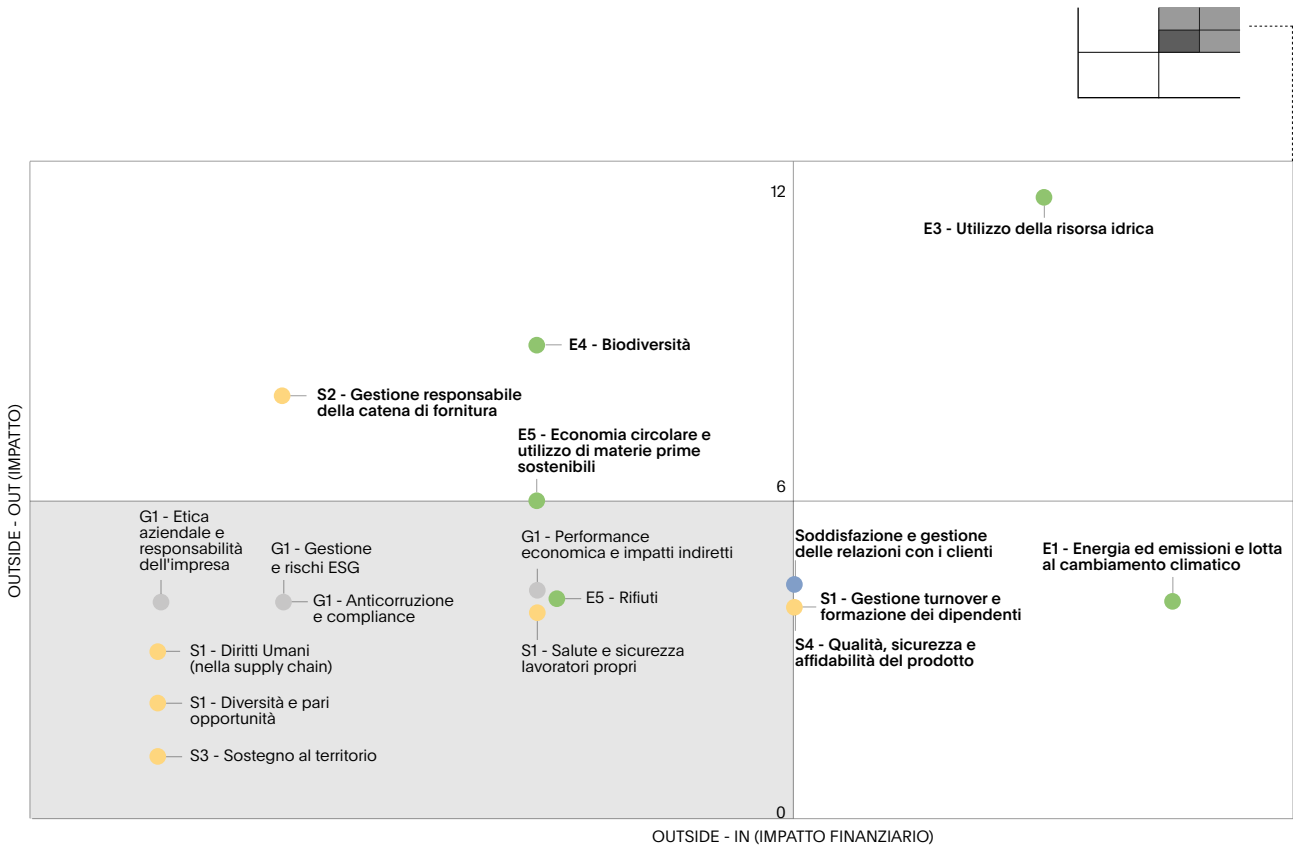 12
E3 - Utilizzo della risorsa idrica
E4 - Biodiversità
S2 - Gestione responsabile
della catena di fornitura
E5 - Economia circolare e
utilizzo di materie prime
sostenibili
6
OUTSIDE - OUT (IMPATTO)
G1 - Etica
aziendale e
responsabilità
dell'impresa
G1 - Gestione
e rischi ESG
G1 - Anticorruzione
e compliance
G1 - Performance
economica e impatti indiretti
E5 - Rifiuti
S1 - Salute e sicurezza
lavoratori propri
Soddisfazione e gestione
delle relazioni con i clienti
S1 - Gestione turnover e
formazione dei dipendenti
S4 - Qualità, sicurezza e
affidabilità del prodotto
E1 - Energia ed emissioni e lotta
al cambiamento climatico
S1 - Diritti Umani
(nella supply chain)
S1 - Diversità e pari
opportunità
S3 - Sostegno al territorio
0
OUTSIDE - IN (IMPATTO FINANZIARIO)